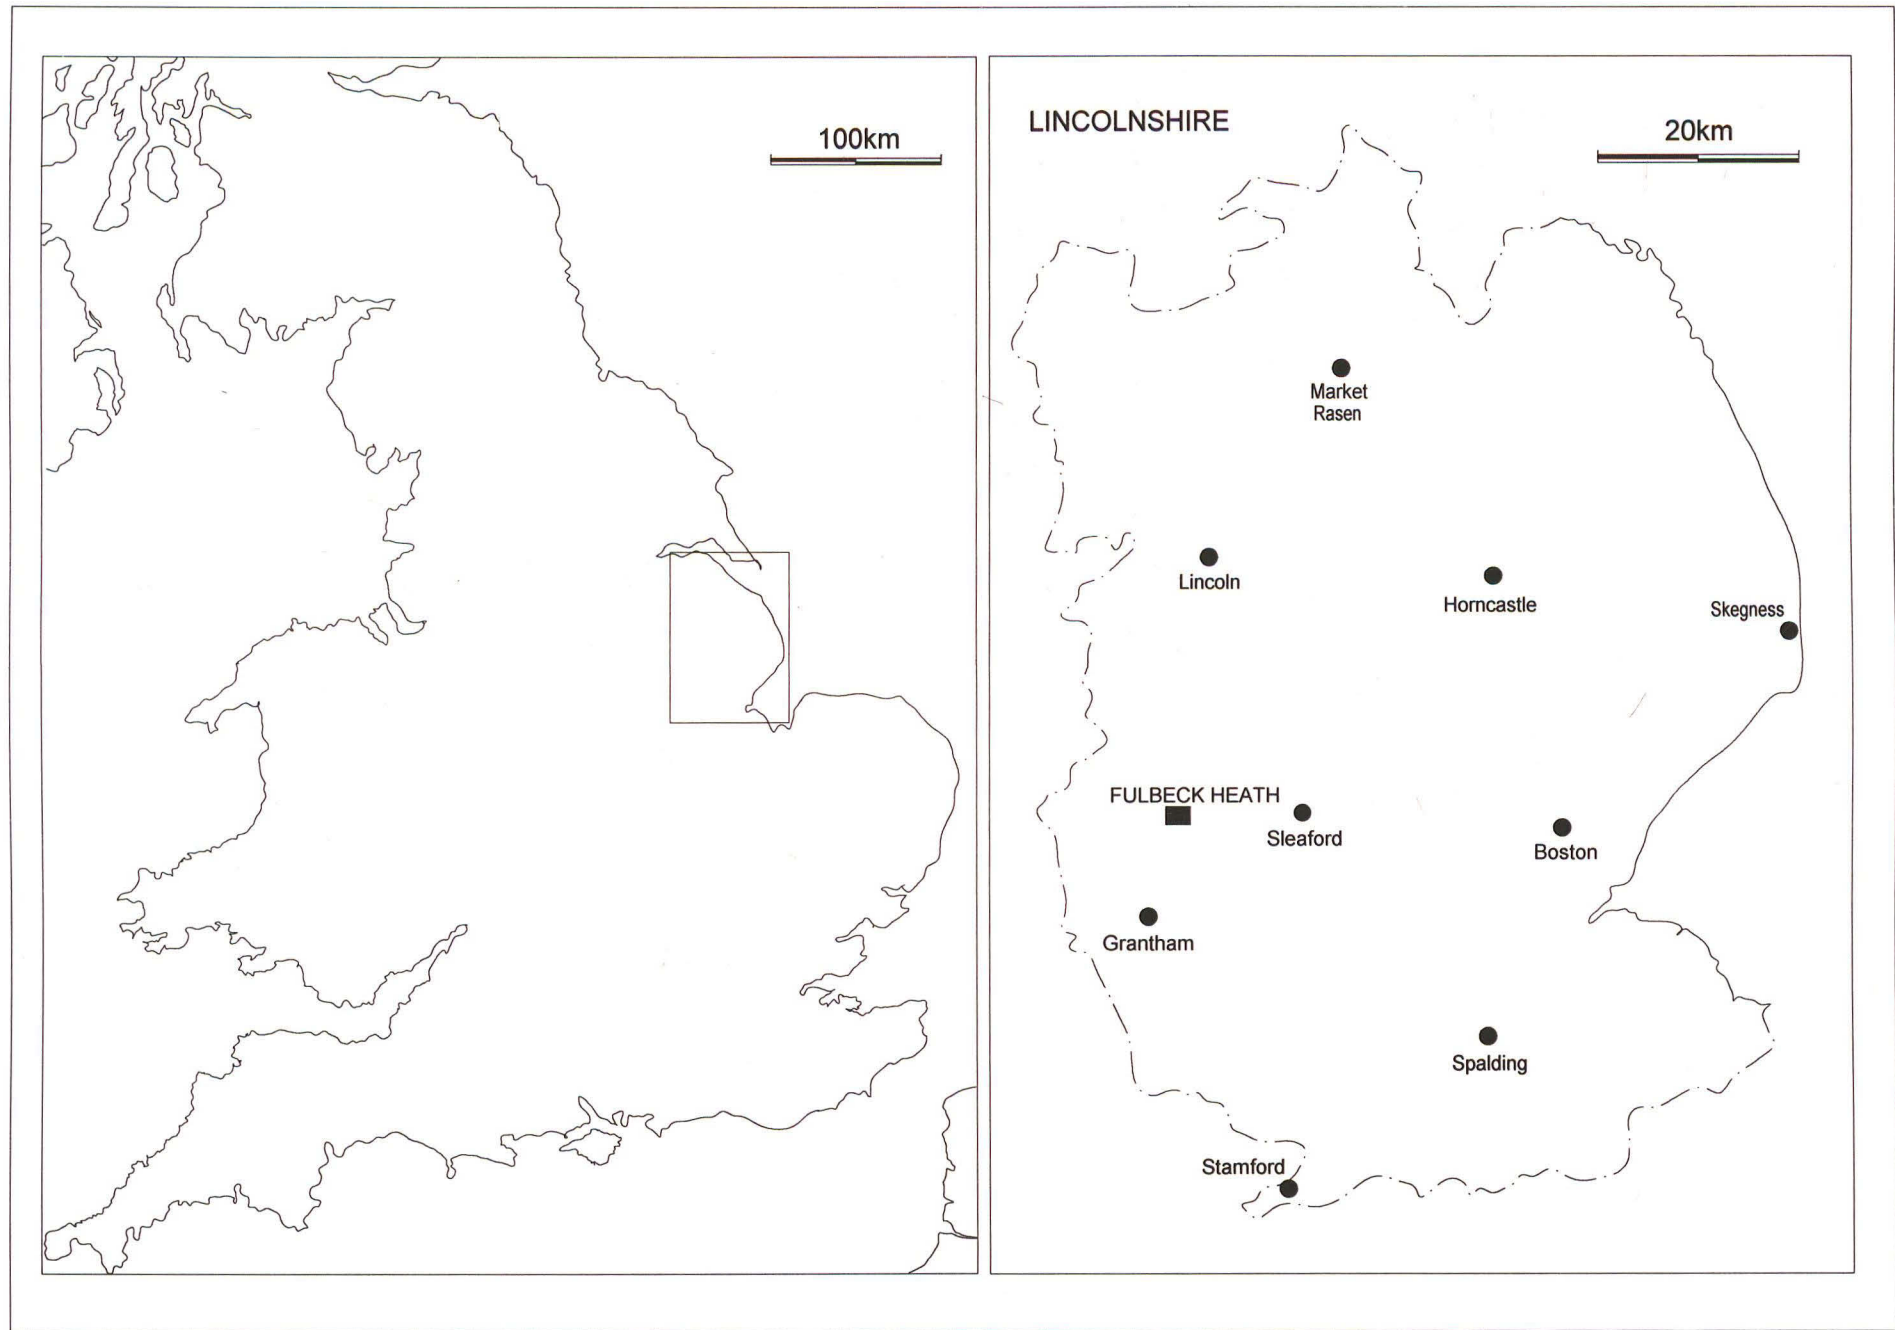 100km
LINCOLNSHIRE
20km
Market
Rasen
Lincoln
Horncastle
Skegness
FULBECK HEATH
Sleaford
Boston
Grantham
Spalding
Stamford